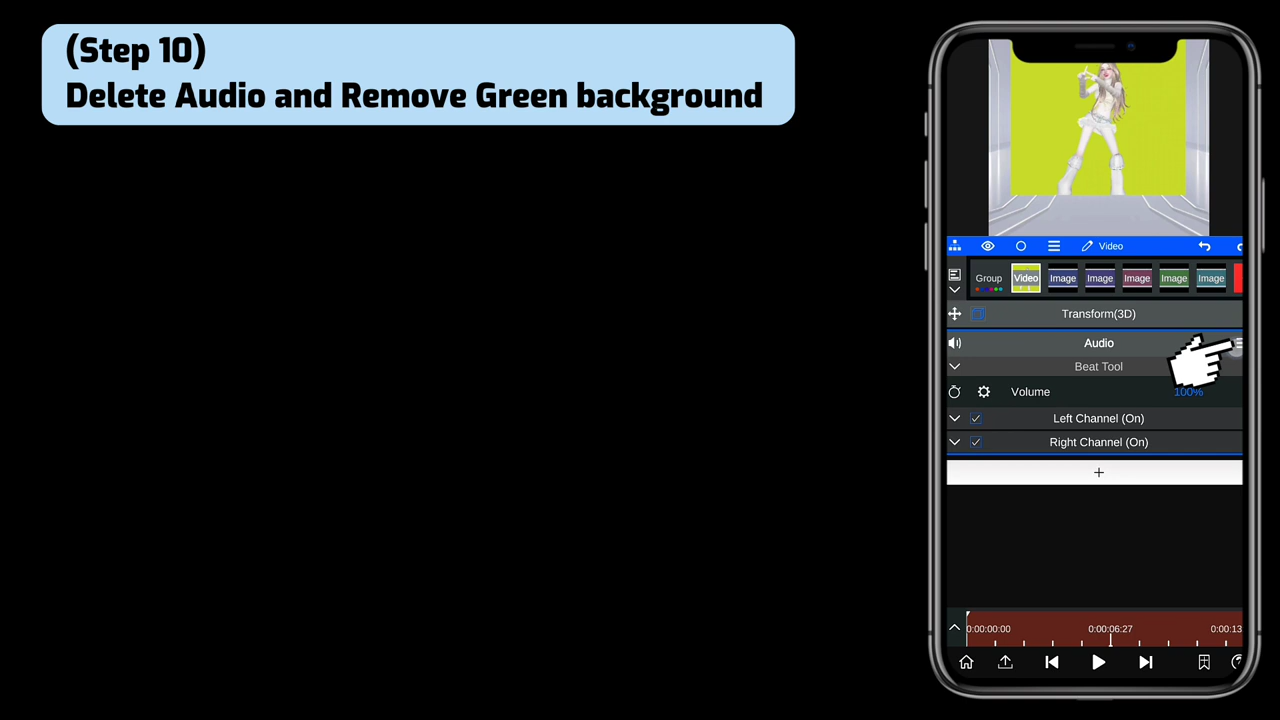 (Step 10)
Delete Audio and Remove Green background
Video
Group
Video
Image
Image
Image
Image
Image
Transform(3D)
Audio
Beat Tool
Volume
100%
Left Channel (On)
Right Channel (On)
+
0:00:00:00
0:00:06:27
0:00:13